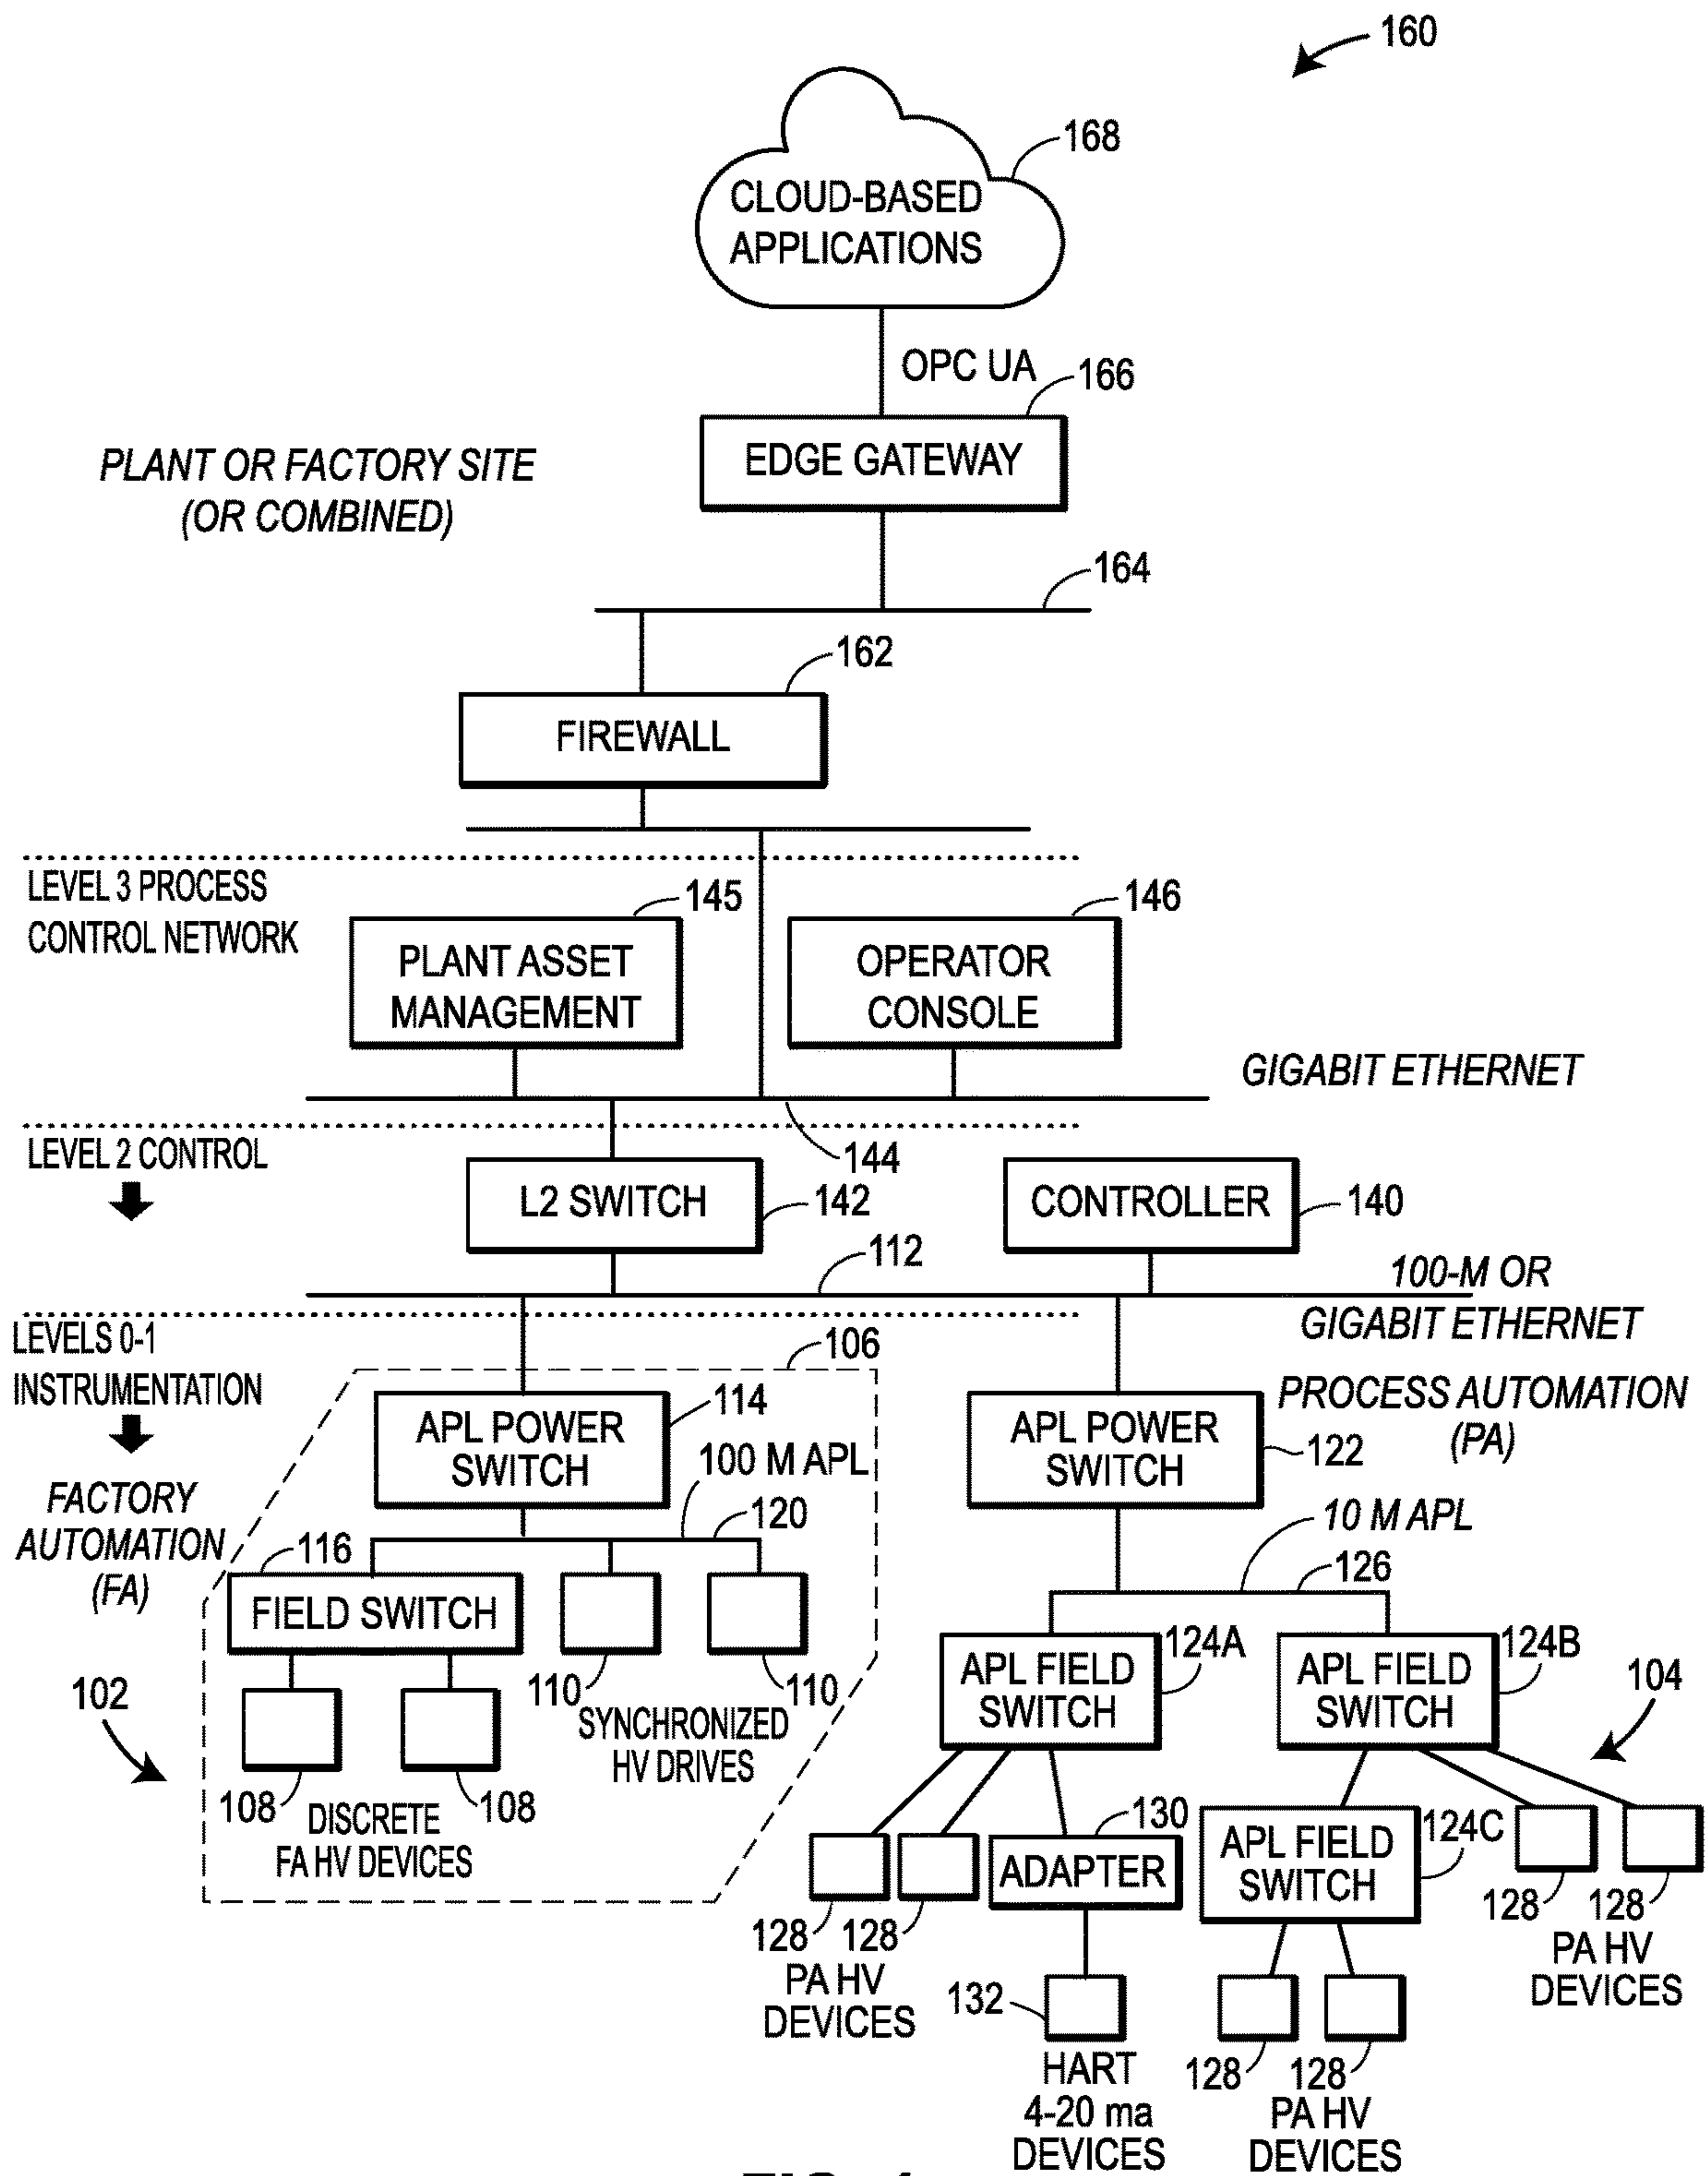 160
168
CLOUD-BASED
APPLICATIONS
OPC UA
166
EDGE GATEWAY
PLANT OR FACTORY SITE
(OR COMBINED)
164
162
FIREWALL
LEVEL 3 PROCESS
CONTROL NETWORK
145
146
PLANT ASSET
MANAGEMENT
OPERATOR
CONSOLE
GIGABIT ETHERNET
LEVEL 2 CONTROL
144
L2 SWITCH
142
CONTROLLER
140
112
100-M OR
GIGABIT ETHERNET
LEVELS 0-1
INSTRUMENTATION
106
APL POWER
SWITCH
114
APL POWER
SWITCH
122
PROCESS AUTOMATION
(PA)
100 M APL
120
FACTORY
AUTOMATION
(FA)
116
FIELD SWITCH
10 M APL
126
110
110
SYNCHRONIZED
HV DRIVES
102
108
108
DISCRETE
FA HV DEVICES
APL FIELD
SWITCH
124A
APL FIELD
SWITCH
124B
104
130
ADAPTER
APL FIELD
SWITCH
124C
128
128
PA HV
DEVICES
128
128
PA HV
DEVICES
132
HART
4-20 ma
DEVICES
128
128
PA HV
DEVICES